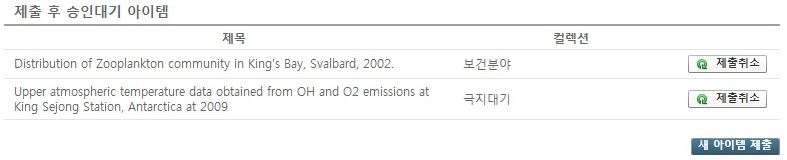 제출 후 승인대기 아이템
제목 컬렉션
Distribution of Zooplankton community in King's Bay, Svalbard, 2002. 보건분야 제출취소
Upper atmospheric temperature data obtained from OH and O2 emissions at
King Sejong Station, Antarctica at 2009 극지대기 제출취소
새 아이템 제출